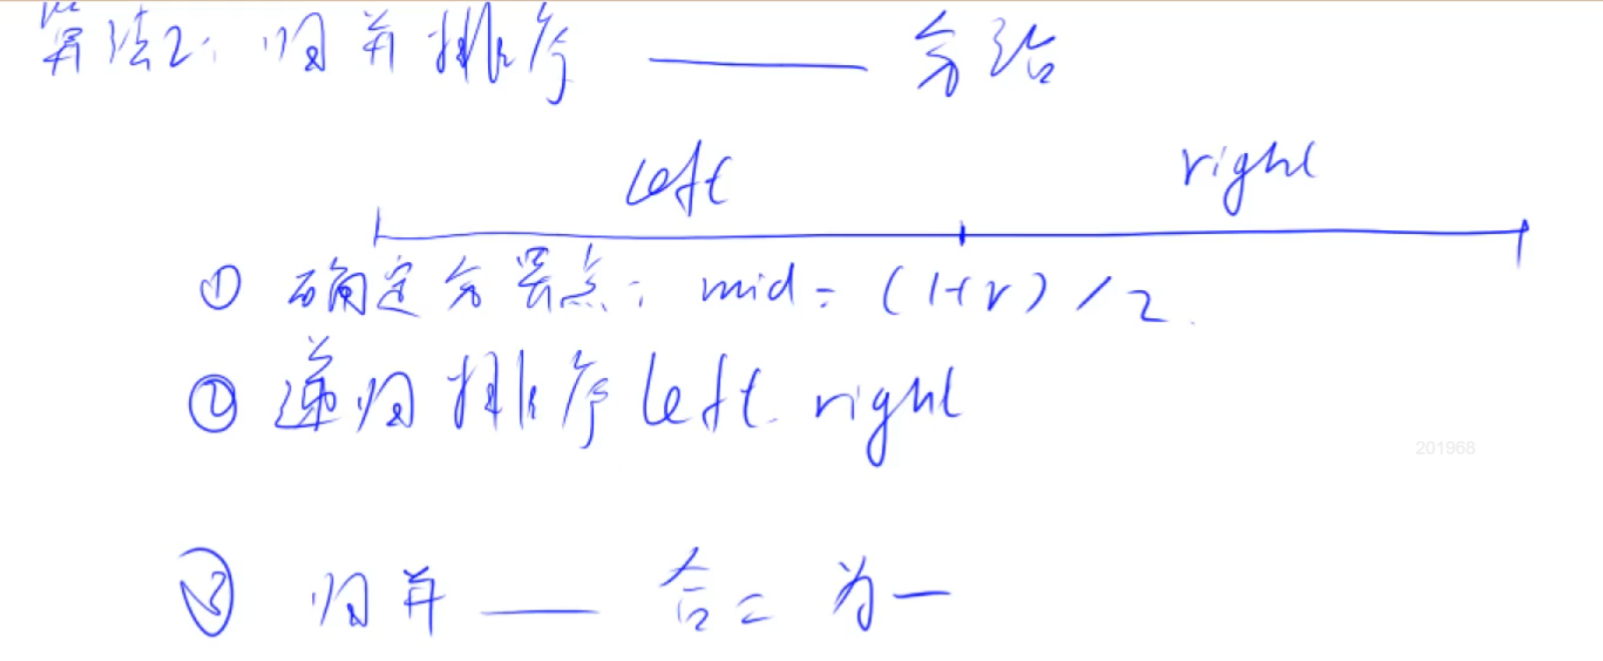 算法2: 归并排序 —— 分治
left right
① 确定分界点: mid = (l+r) / 2.
② 递归排序 left. right
201968
③ 归并 —— 合二为一